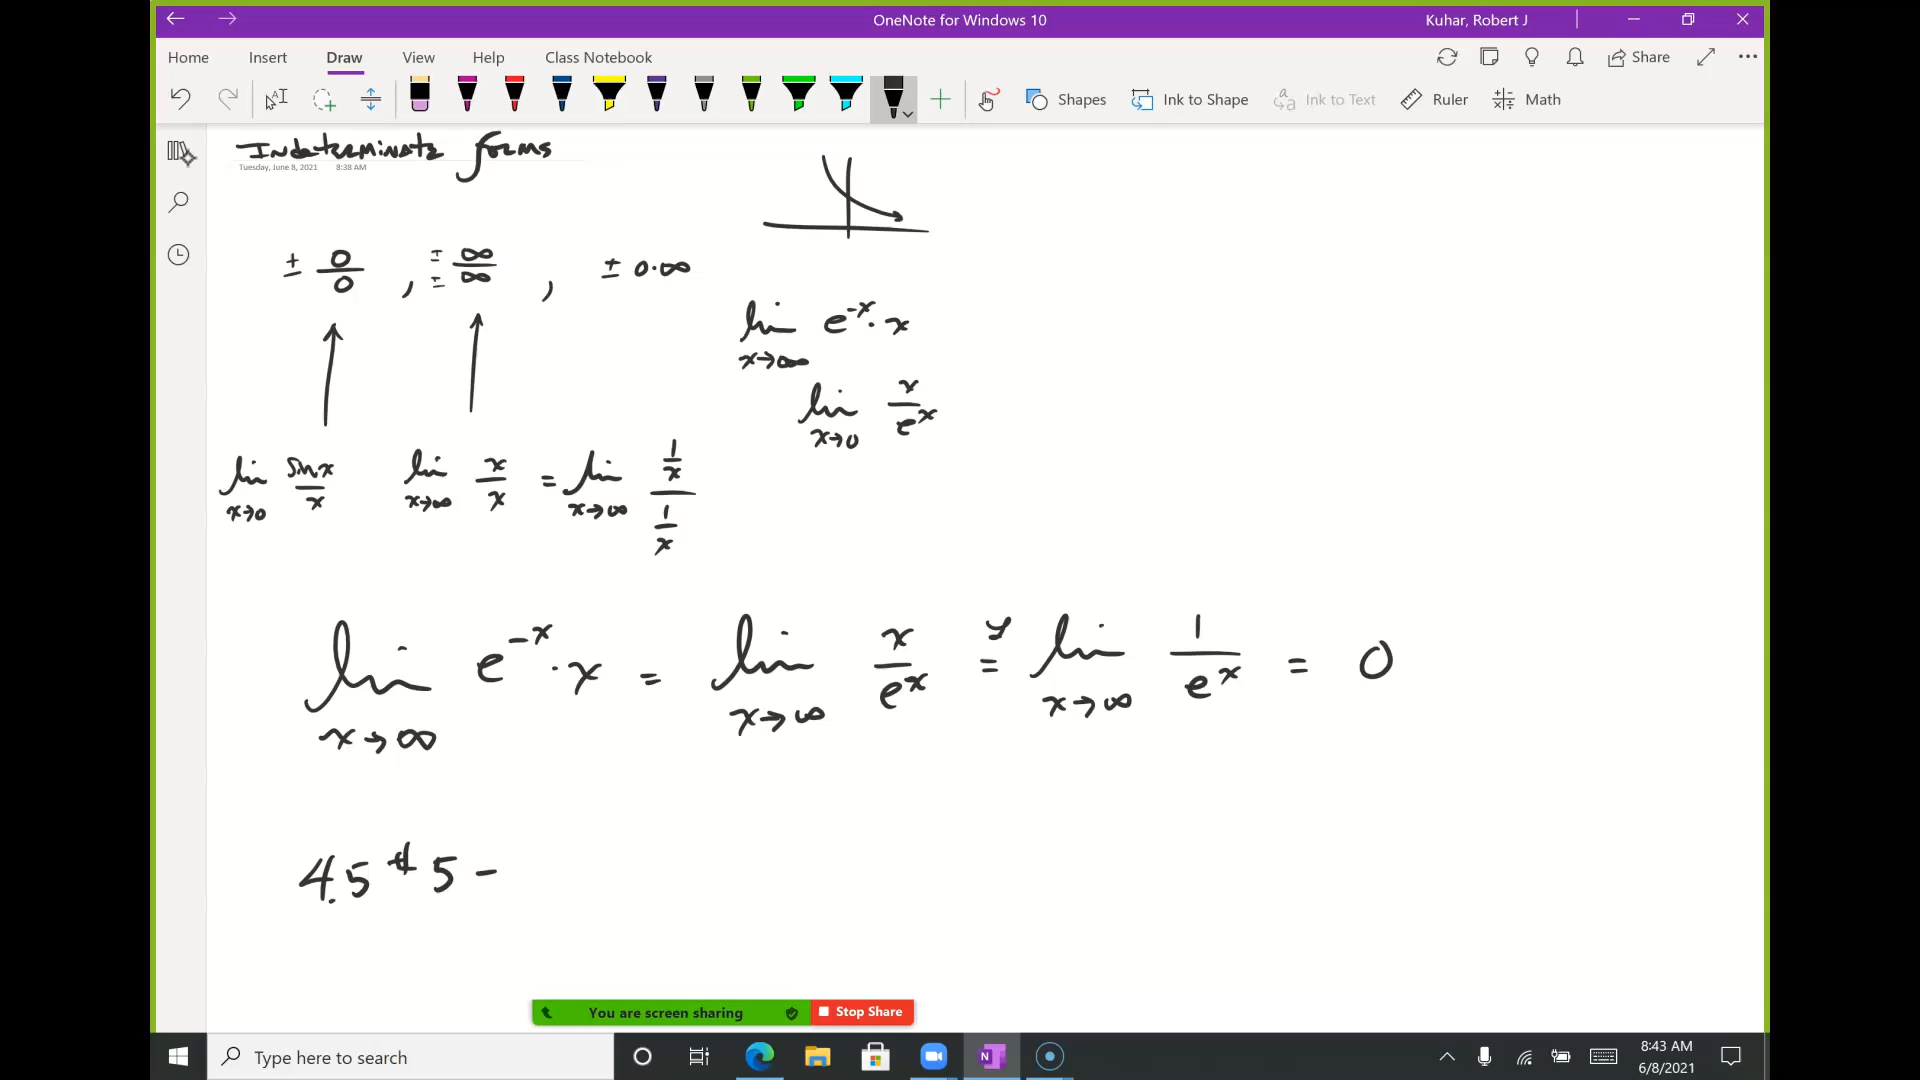 OneNote for Windows 10
Kuhar, Robert J
Home Insert Draw View Help Class Notebook
Share
Shapes Ink to Shape Ink to Text Ruler Math
Indeterminate forms
Tuesday, June 8, 2021 8:38 AM
± 0/0 , ± ∞/± ∞ , ± 0·∞
lim x→∞ e^-x · x
lim x→0 x/e^x
lim x→0 sin x/x
lim x→∞ x/x = lim x→∞ (1/x)/(1/x)
lim x→∞ e^-x · x = lim x→∞ x/e^x = lim x→∞ 1/e^x = 0
4.5 # 5 -
You are screen sharing Stop Share
Type here to search
8:43 AM
6/8/2021